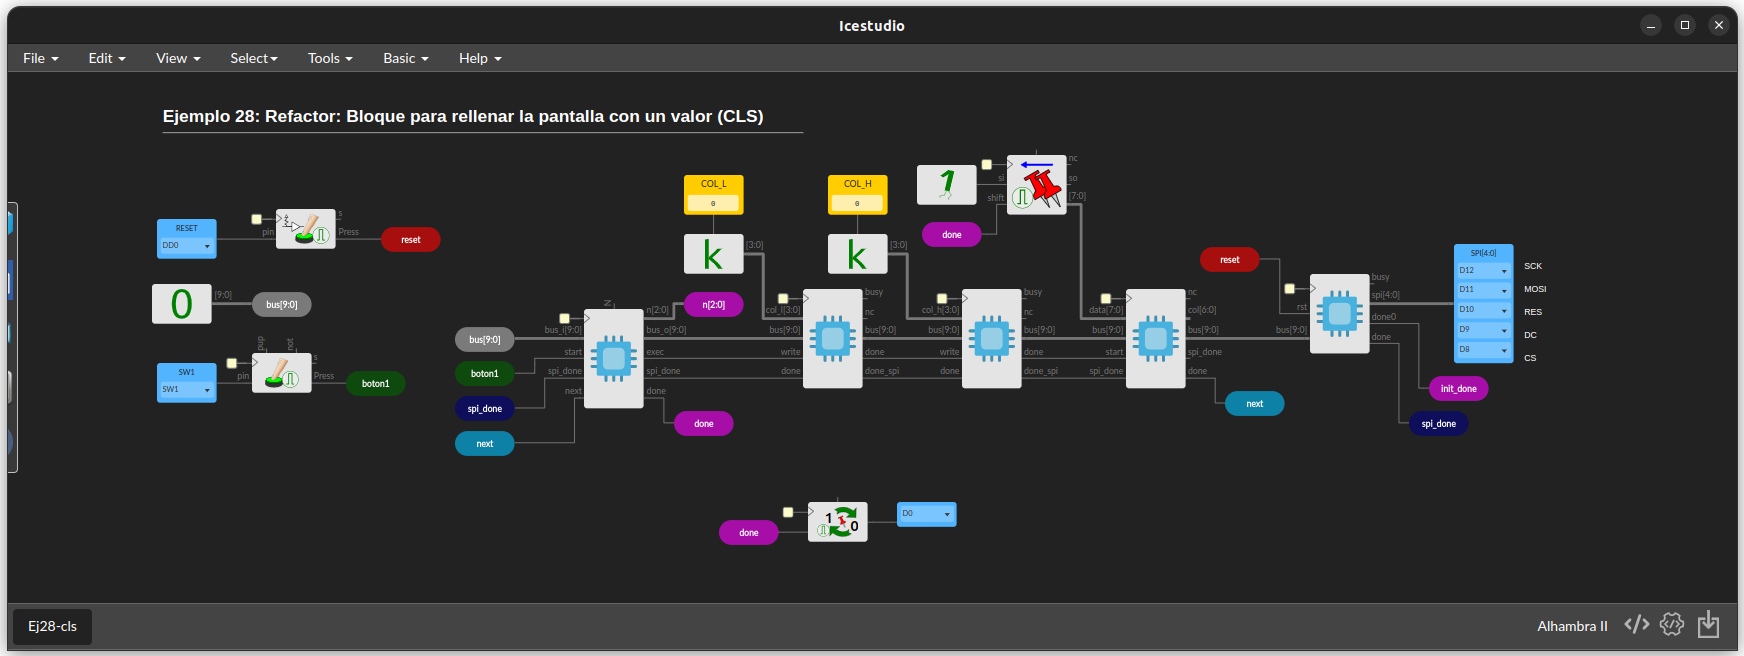 Icestudio
File Edit View Select Tools Basic Help
Ejemplo 28: Refactor: Bloque para rellenar la pantalla con un valor (CLS)
RESET
DD0
pin
s
Press
reset
0
[9:0]
bus[9:0]
SW1
SW1
pup
not
pin
s
Press
boton1
bus[9:0]
boton1
spi_done
next
N
bus_i[9:0]
start
spi_done
next
n[2:0]
bus_o[9:0]
exec
spi_done
done
n[2:0]
done
COL_L
0
k
[3:0]
COL_H
0
k
[3:0]
1
done
si
shift
nc
so
[7:0]
col_l[3:0]
bus[9:0]
write
done
busy
nc
bus[9:0]
done
done_spi
col_h[3:0]
bus[9:0]
write
done
busy
nc
bus[9:0]
done
done_spi
data[7:0]
bus[9:0]
start
spi_done
nc
col[6:0]
bus[9:0]
spi_done
next
reset
rst
bus[9:0]
busy
spi[4:0]
done0
done
SPI[4:0]
D12
D11
D10
D9
D8
SCK
MOSI
RES
DC
CS
init_done
spi_done
done
1 0
D0
Ej28-cls
Alhambra II